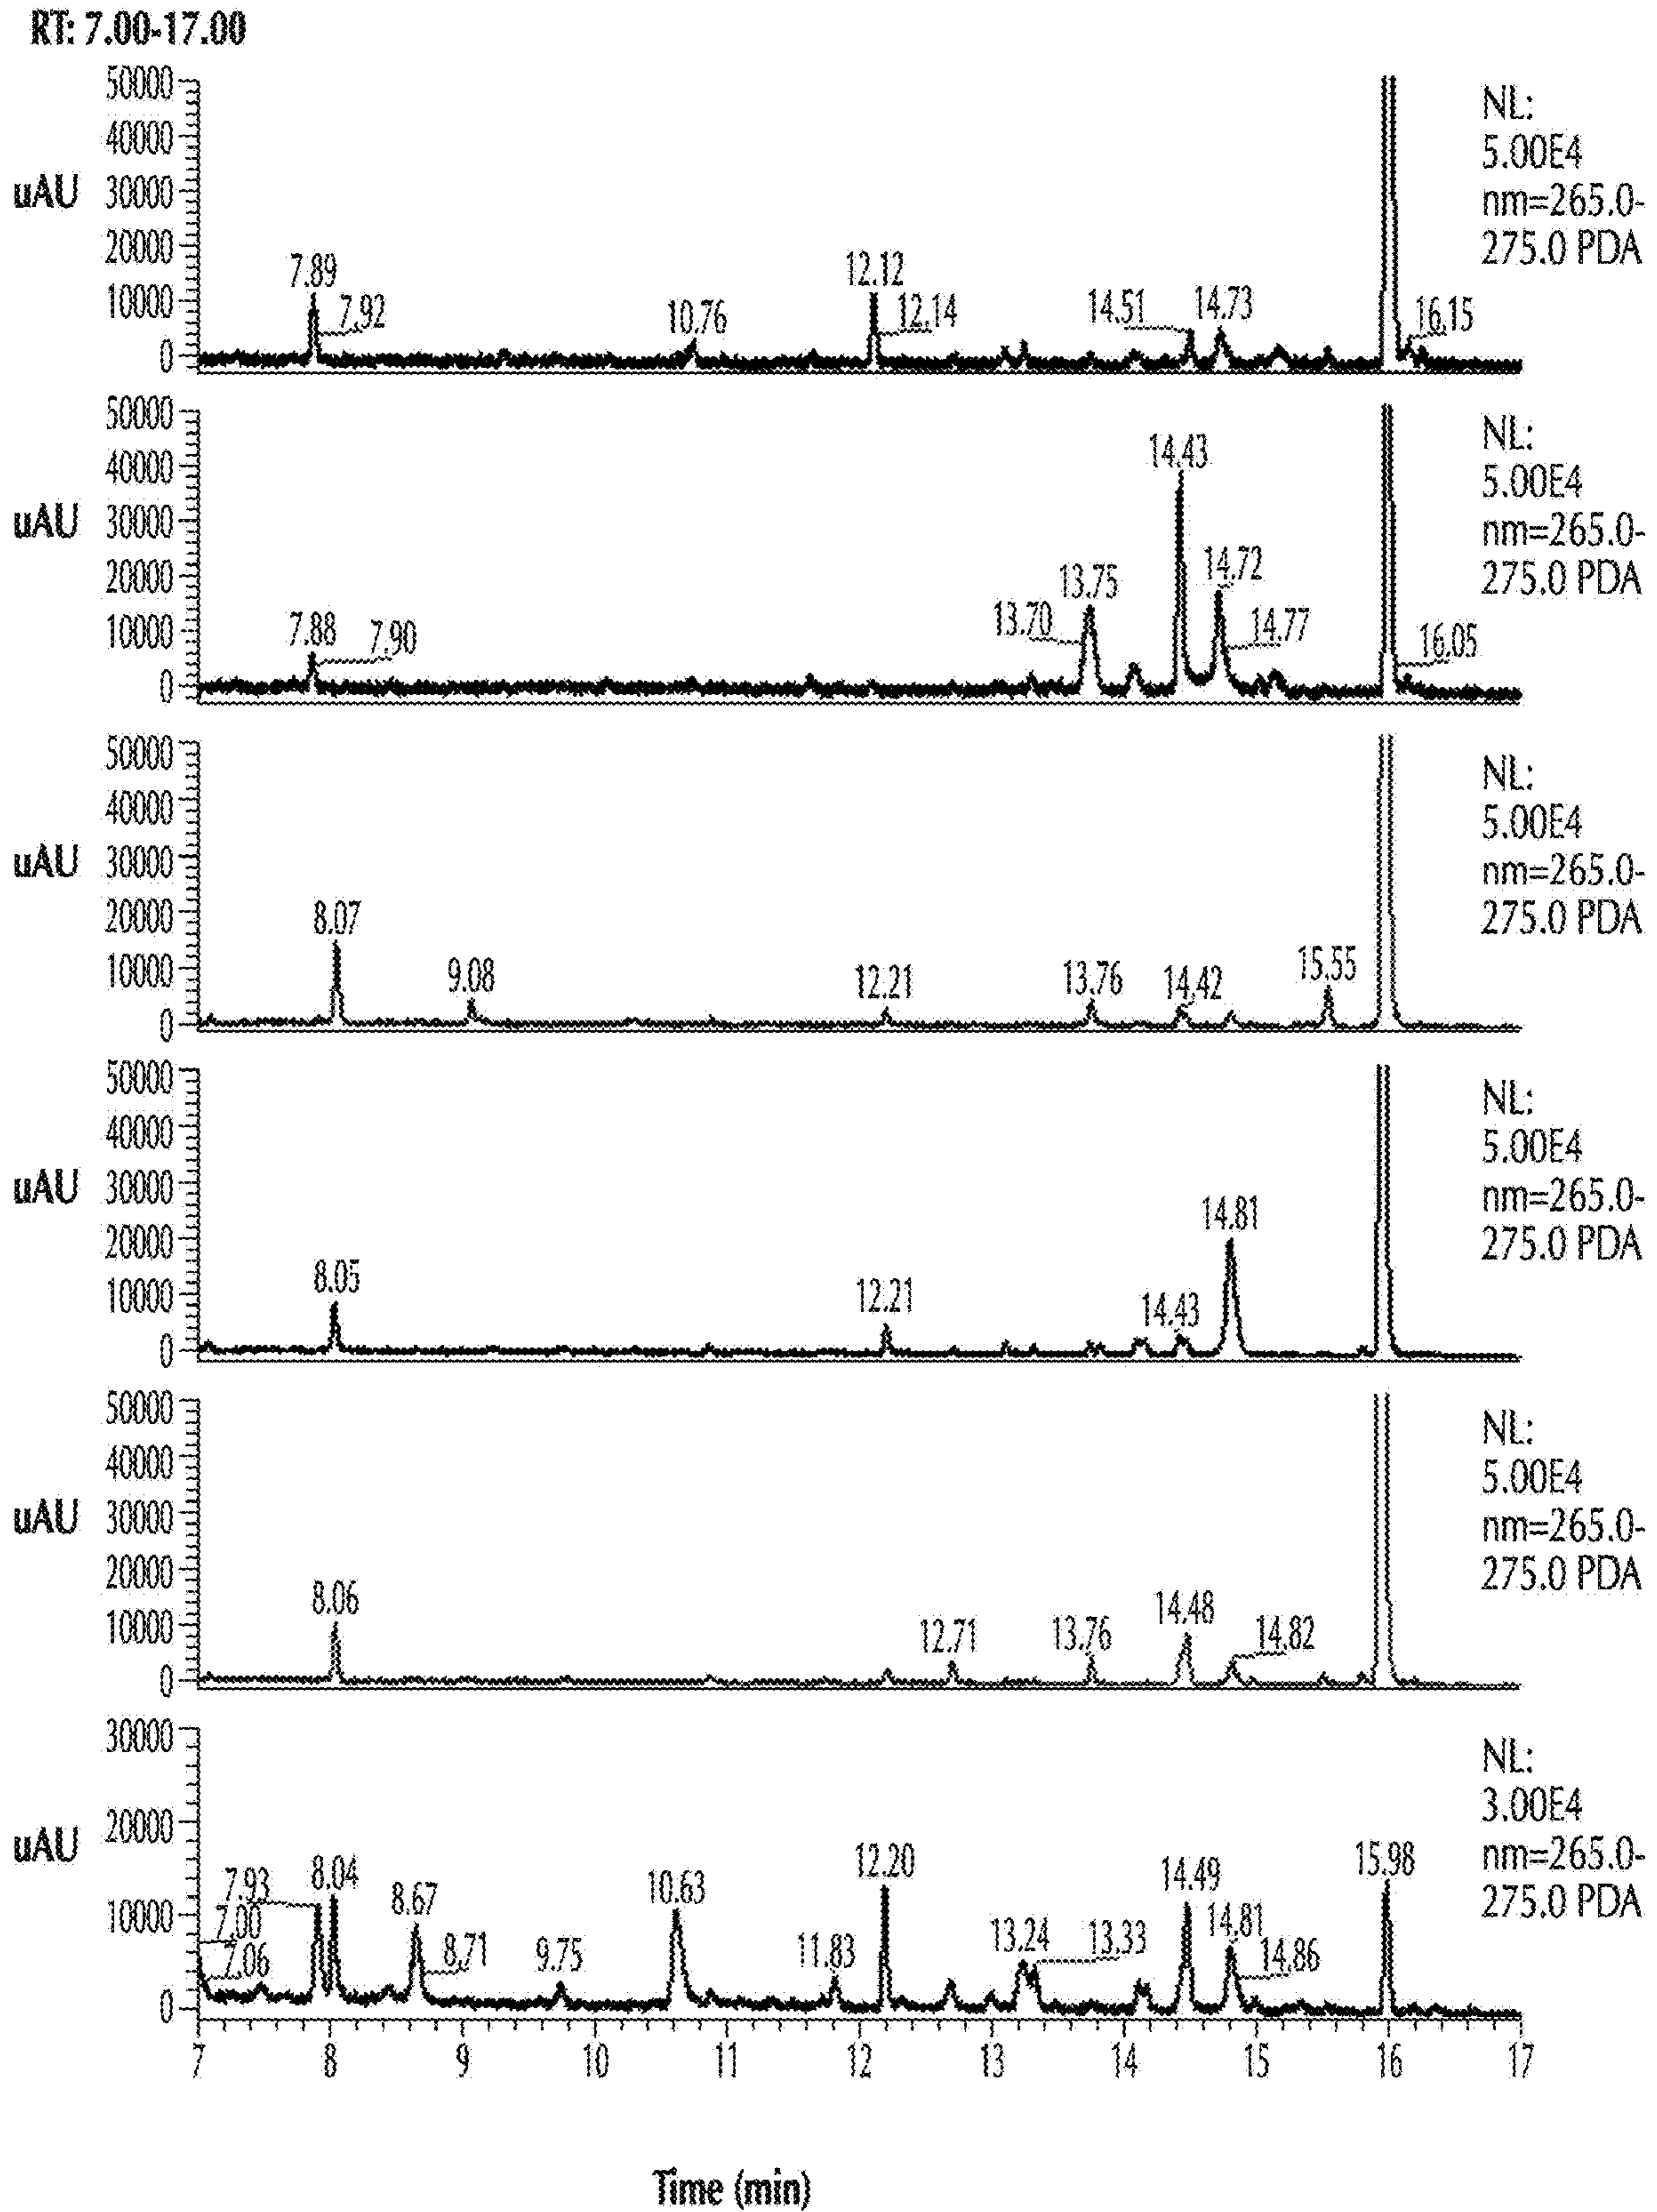 RT: 7.00-17.00
50000
40000
uAU 30000
20000
10000
0
7.89
7.92
10.76
12.12
12.14
14.51
14.73
16.15
NL:
5.00E4
nm=265.0-
275.0 PDA
50000
40000
uAU 30000
20000
10000
0
7.88
7.90
13.70
13.75
14.43
14.72
14.77
16.05
NL:
5.00E4
nm=265.0-
275.0 PDA
50000
40000
uAU 30000
20000
10000
0
8.07
9.08
12.21
13.76
14.42
15.55
NL:
5.00E4
nm=265.0-
275.0 PDA
50000
40000
uAU 30000
20000
10000
0
8.05
12.21
14.43
14.81
NL:
5.00E4
nm=265.0-
275.0 PDA
50000
40000
uAU 30000
20000
10000
0
8.06
12.71
13.76
14.48
14.82
NL:
5.00E4
nm=265.0-
275.0 PDA
30000
20000
uAU
10000
0
7.93
7.00
7.06
8.04
8.67
8.71
9.75
10.63
11.83
12.20
13.24
13.33
14.49
14.81
14.86
15.98
NL:
3.00E4
nm=265.0-
275.0 PDA
7 8 9 10 11 12 13 14 15 16 17
Time (min)